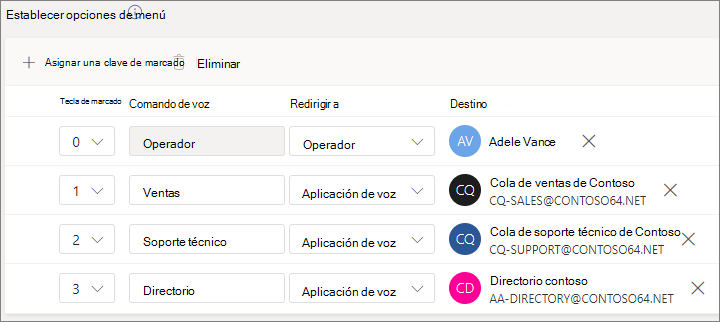 Establecer opciones de menú
Asignar una clave de marcado Eliminar
Tecla de marcado Comando de voz Redirigir a Destino
0 Operador Operador AV Adele Vance
1 Ventas Aplicación de voz CQ Cola de ventas de Contoso
CQ-SALES@CONTOSO64.NET
2 Soporte técnico Aplicación de voz CQ Cola de soporte técnico de Contoso
CQ-SUPPORT@CONTOSO64.NET
3 Directorio Aplicación de voz CD Directorio contoso
AA-DIRECTORY@CONTOSO64.NET